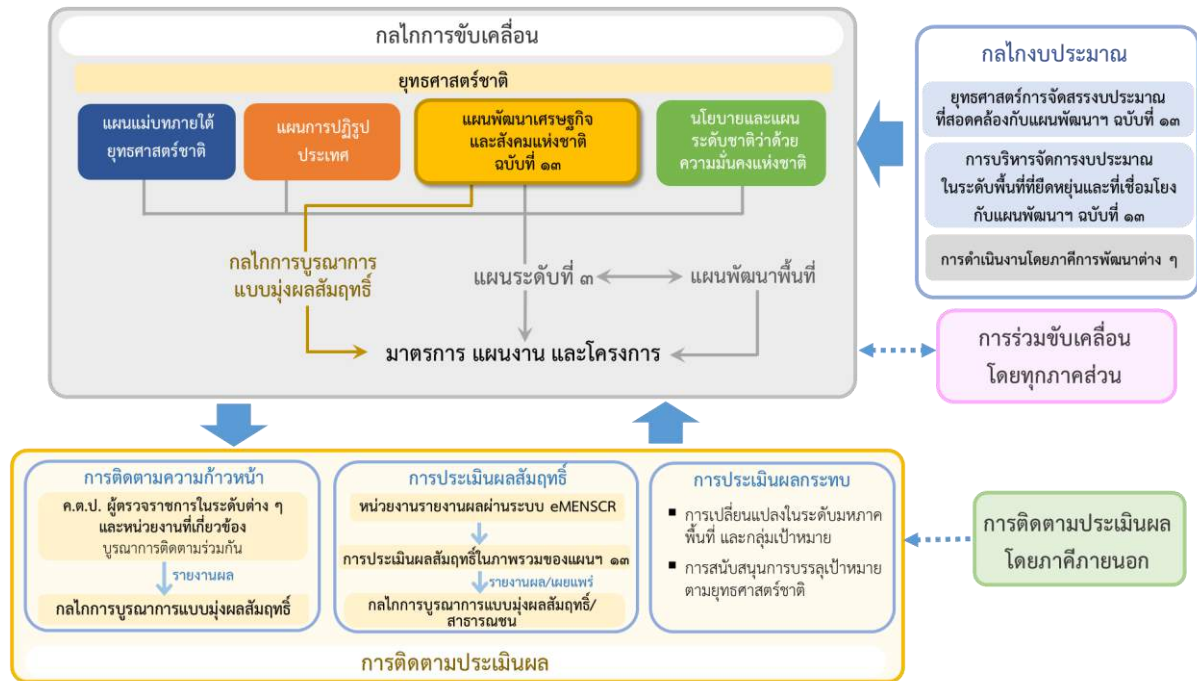 กลไกการขับเคลื่อน
ยุทธศาสตร์ชาติ
แผนแม่บทภายใต้
ยุทธศาสตร์ชาติ
แผนการปฏิรูป
ประเทศ
แผนพัฒนาเศรษฐกิจ
และสังคมแห่งชาติ
ฉบับที่ ๑๓
นโยบายและแผน
ระดับชาติว่าด้วย
ความมั่นคงแห่งชาติ
กลไกการบูรณาการ
แบบมุ่งผลสัมฤทธิ์
แผนระดับที่ ๓
แผนพัฒนาพื้นที่
มาตรการ แผนงาน และโครงการ
กลไกงบประมาณ
ยุทธศาสตร์การจัดสรรงบประมาณ
ที่สอดคล้องกับแผนพัฒนาฯ ฉบับที่ ๑๓
การบริหารจัดการงบประมาณ
ในระดับพื้นที่ที่ยืดหยุ่นและที่เชื่อมโยง
กับแผนพัฒนาฯ ฉบับที่ ๑๓
การดำเนินงานโดยภาคีการพัฒนาต่าง ๆ
การร่วมขับเคลื่อน
โดยทุกภาคส่วน
การติดตามความก้าวหน้า
ค.ต.ป. ผู้ตรวจราชการในระดับต่าง ๆ
และหน่วยงานที่เกี่ยวข้อง
บูรณาการติดตามร่วมกัน
รายงานผล
กลไกการบูรณาการแบบมุ่งผลสัมฤทธิ์
การประเมินผลสัมฤทธิ์
หน่วยงานรายงานผลผ่านระบบ eMENSCR
การประเมินผลสัมฤทธิ์ในภาพรวมของแผนฯ ๑๓
รายงานผล/เผยแพร่
กลไกการบูรณาการแบบมุ่งผลสัมฤทธิ์/
สาธารณชน
การประเมินผลกระทบ
▪ การเปลี่ยนแปลงในระดับมหภาค
พื้นที่ และกลุ่มเป้าหมาย
▪ การสนับสนุนการบรรลุเป้าหมาย
ตามยุทธศาสตร์ชาติ
การติดตามประเมินผล
การติดตามประเมินผล
โดยภาคีภายนอก